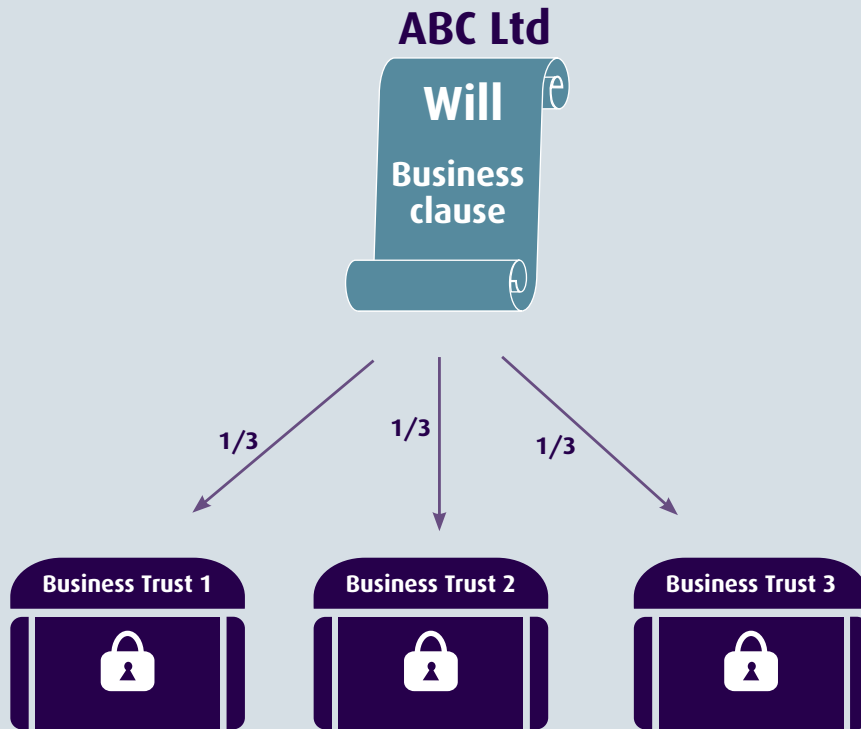 ABC Ltd
Will
Business
clause
1/3
1/3
1/3
Business Trust 1
Business Trust 2
Business Trust 3